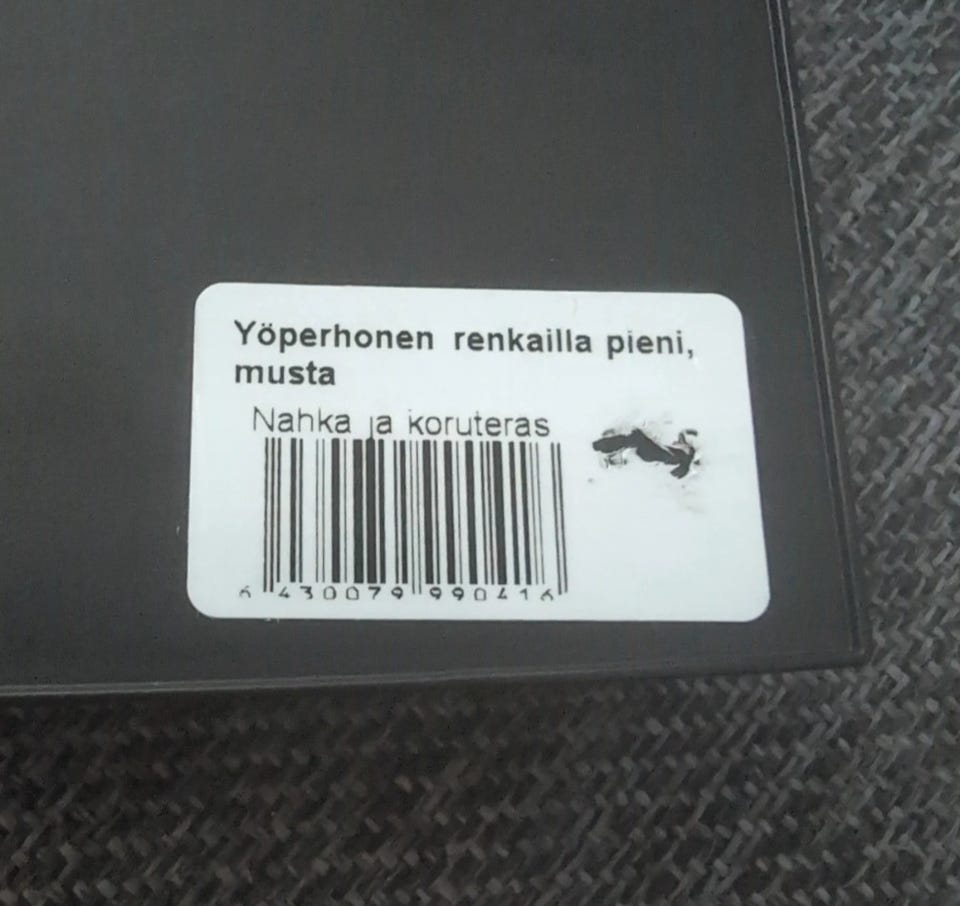 Yöperhonen renkailla pieni,
musta
Nahka ja koruteras
6 430079 990416